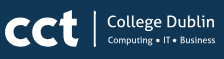 cct
College Dublin
Computing • IT • Business